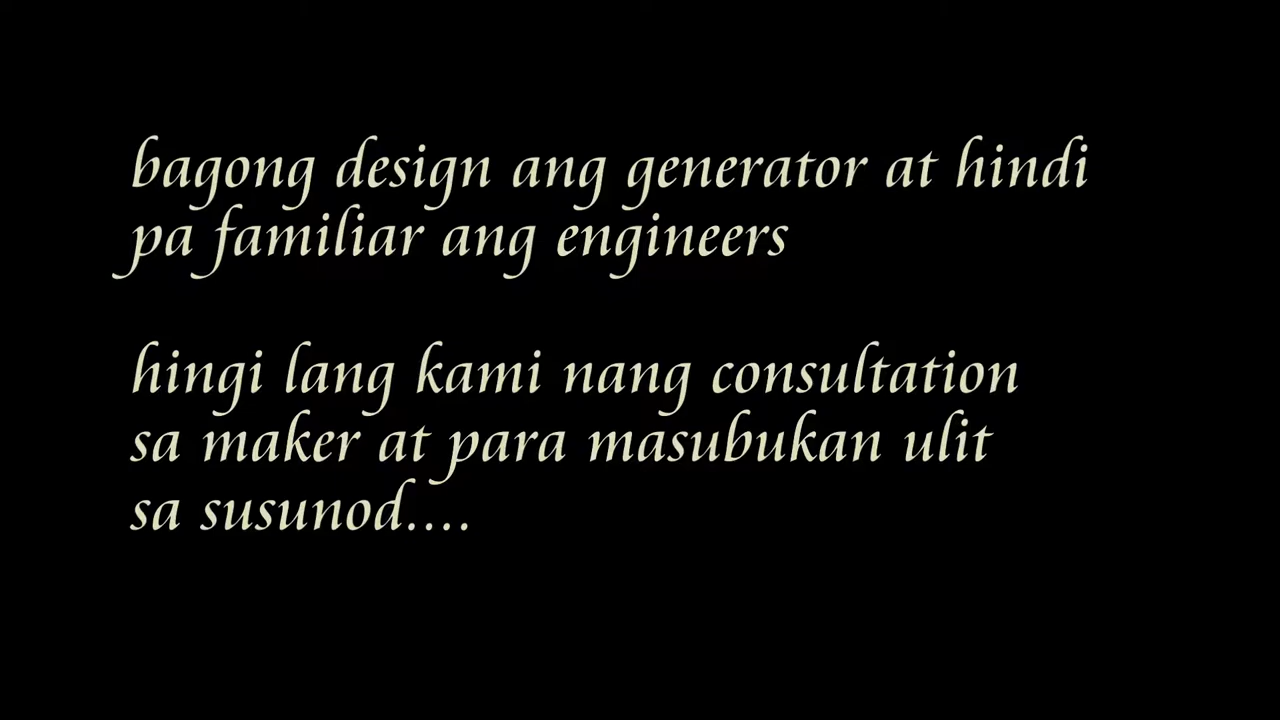 bagong design ang generator at hindi
pa familiar ang engineers
hingi lang kami nang consultation
sa maker at para masubukan ulit
sa susunod....